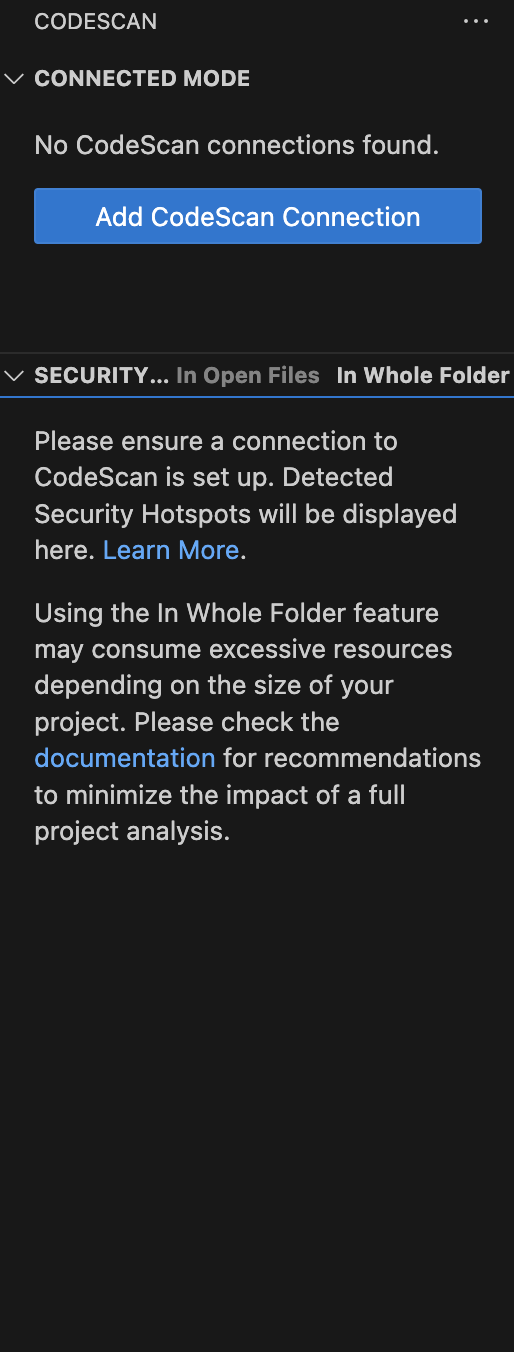 CODESCAN
CONNECTED MODE
No CodeScan connections found.
Add CodeScan Connection
SECURITY... In Open Files In Whole Folder
Please ensure a connection to
CodeScan is set up. Detected
Security Hotspots will be displayed
here. Learn More.
Using the In Whole Folder feature
may consume excessive resources
depending on the size of your
project. Please check the
documentation for recommendations
to minimize the impact of a full
project analysis.